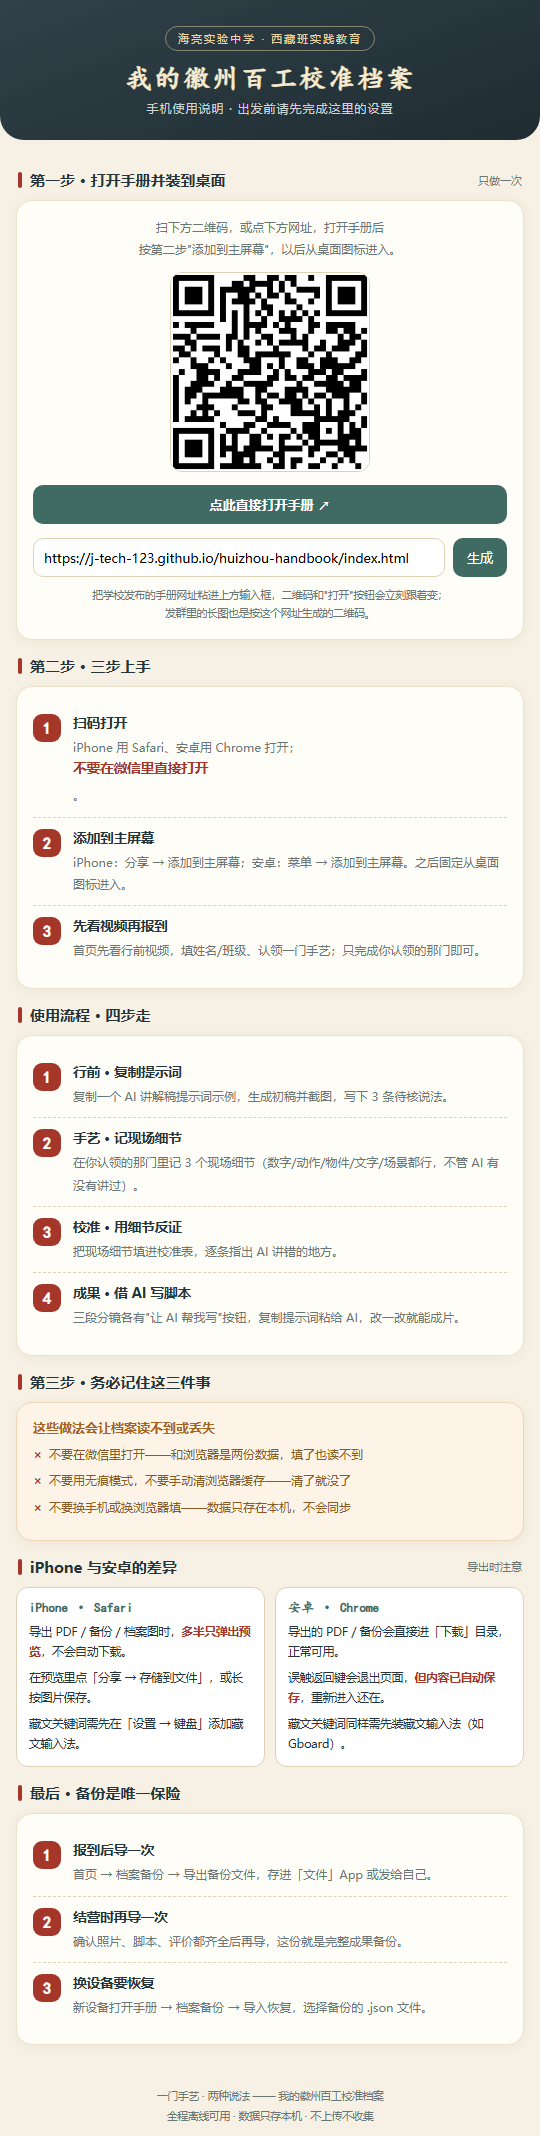 海亮实验中学 · 西藏班实践教育
我的徽州百工校准档案
手机使用说明 · 出发前请先完成这里的设置
第一步 • 打开手册并装到桌面
只做一次
扫下方二维码，或点下方网址，打开手册后
按第二步"添加到主屏幕"，以后从桌面图标进入。
点此直接打开手册 ↗
https://j-tech-123.github.io/huizhou-handbook/index.html
生成
把学校发布的手册网址粘进上方输入框，二维码和"打开"按钮会立刻跟着变；
发群里的长图也是按这个网址生成的二维码。
第二步 • 三步上手
1
扫码打开
iPhone 用 Safari、安卓用 Chrome 打开；
不要在微信里直接打开
。
2
添加到主屏幕
iPhone：分享 → 添加到主屏幕；安卓：菜单 → 添加到主屏幕。之后固定从桌面
图标进入。
3
先看视频再报到
首页先看行前视频，填姓名/班级、认领一门手艺；只完成你认领的那门即可。
使用流程 • 四步走
1
行前 • 复制提示词
复制一个 AI 讲解稿提示词示例，生成初稿并截图，写下 3 条待核说法。
2
手艺 • 记现场细节
在你认领的那门里记 3 个现场细节（数字/动作/物件/文字/场景都行，不管 AI 有
没有讲过）。
3
校准 • 用细节反证
把现场细节填进校准表，逐条指出 AI 讲错的地方。
4
成果 • 借 AI 写脚本
三段分镜各有"让 AI 帮我写"按钮，复制提示词粘给 AI，改一改就能成片。
第三步 • 务必记住这三件事
这些做法会让档案读不到或丢失
× 不要在微信里打开——和浏览器是两份数据，填了也读不到
× 不要用无痕模式，不要手动清浏览器缓存——清了就没了
× 不要换手机或换浏览器填——数据只存在本机，不会同步
iPhone 与安卓的差异
导出时注意
iPhone • Safari
导出 PDF / 备份 / 档案图时，多半只弹出预
览，不会自动下载。
在预览里点「分享 → 存储到文件」，或长
按图片保存。
藏文关键词需先在「设置 → 键盘」添加藏
文输入法。
安卓 • Chrome
导出的 PDF / 备份会直接进「下载」目录，
正常可用。
误触返回键会退出页面，但内容已自动保
存，重新进入还在。
藏文关键词同样需先装藏文输入法（如
Gboard）。
最后 • 备份是唯一保险
1
报到后导一次
首页 → 档案备份 → 导出备份文件，存进「文件」App 或发给自己。
2
结营时再导一次
确认照片、脚本、评价都齐全后再导，这份就是完整成果备份。
3
换设备要恢复
新设备打开手册 → 档案备份 → 导入恢复，选择备份的 .json 文件。
一门手艺 · 两种说法 —— 我的徽州百工校准档案
全程离线可用 · 数据只存本机 · 不上传不收集